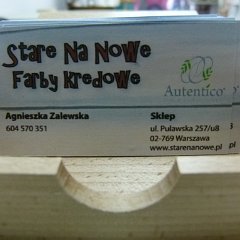 Stare Na Nowe
Farby Kredowe
Autentico
Agnieszka Zalewska
604 570 351
Sklep
ul. Puławska 257/u8
02-769 Warszawa
www.starenanowe.pl